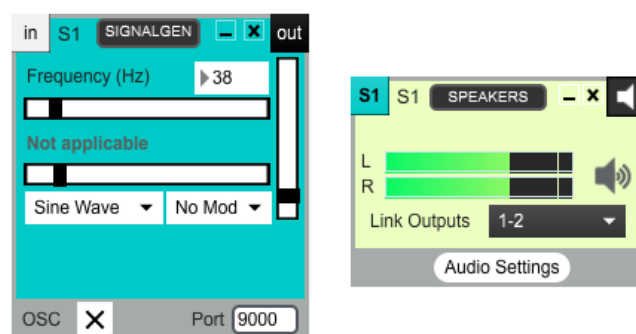 in S1 SIGNALGEN out
Frequency (Hz) 38
Not applicable
Sine Wave No Mod
OSC Port 9000
S1 S1 SPEAKERS
L
R
Link Outputs 1-2
Audio Settings